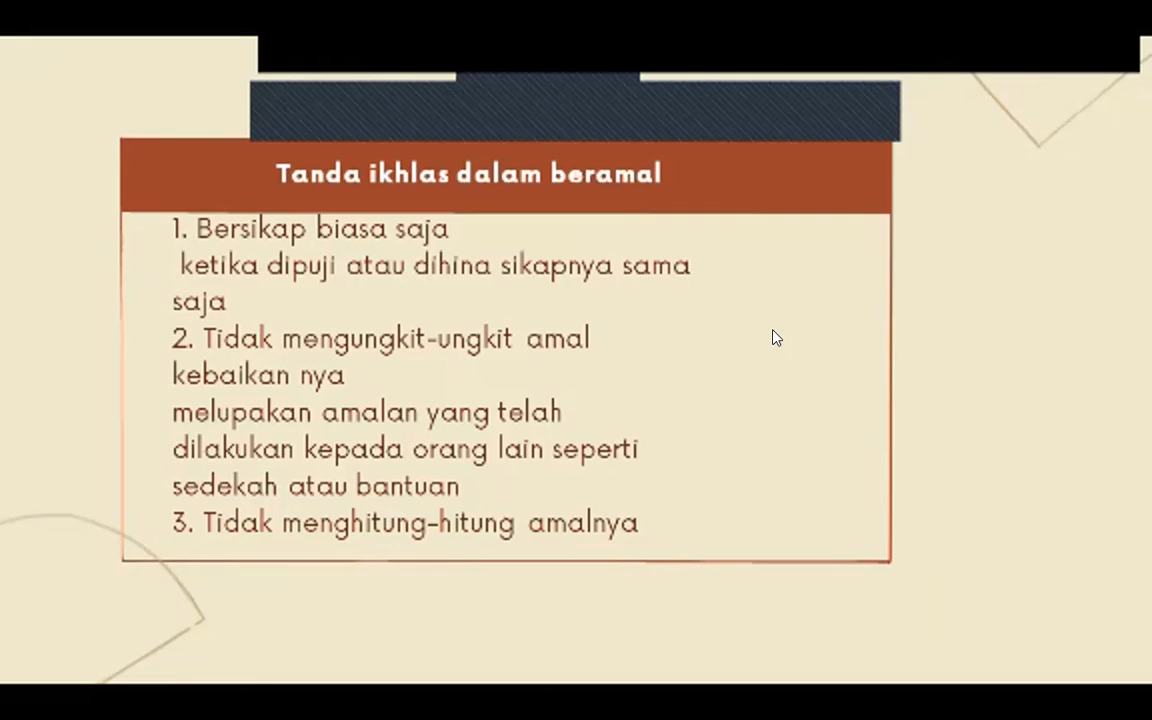 Tanda ikhlas dalam beramal
1. Bersikap biasa saja
ketika dipuji atau dihina sikapnya sama
saja
2. Tidak mengungkit-ungkit amal
kebaikan nya
melupakan amalan yang telah
dilakukan kepada orang lain seperti
sedekah atau bantuan
3. Tidak menghitung-hitung amalnya